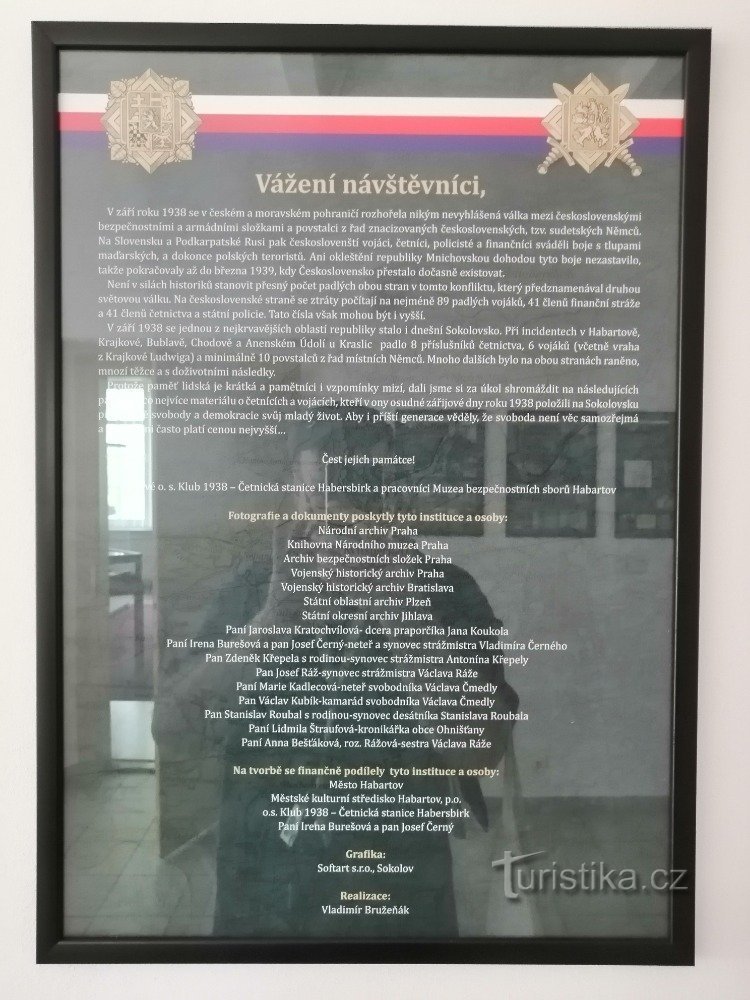 Vážení návštěvníci,
V září roku 1938 se v českém a moravském pohraničí rozhořela nikým nevyhlášená válka mezi československými
bezpečnostními a armádními složkami a povstalci z řad znacizovaných československých, tzv. sudetských Němců.
Na Slovensku a Podkarpatské Rusi pak českoslovenští vojáci, četníci, policisté a finančníci sváděli boje s tlupami
maďarských, a dokonce polských teroristů. Ani okleštění republiky Mnichovskou dohodou tyto boje nezastavilo,
takže pokračovaly až do března 1939, kdy Československo přestalo dočasně existovat.
Není v silách historiků stanovit přesný počet padlých obou stran v tomto konfliktu, který předznamenával druhou
světovou válku. Na československé straně se ztráty počítají na nejméně 89 padlých vojáků, 41 členů finanční stráže
a 41 členů četnictva a státní policie. Tato čísla však mohou být i vyšší.
V září 1938 se jednou z nejkrvavějších oblastí republiky stalo i dnešní Sokolovsko. Při incidentech v Habartově,
Krajkové, Bublavě, Chodově a Anenském Údolí u Kraslic padlo 8 příslušníků četnictva, 6 vojáků (včetně vraha
z Krajkové Ludwiga) a minimálně 10 povstalců z řad místních Němců. Mnoho dalších bylo na obou stranách raněno,
mnozí těžce a s doživotními následky.
Protože paměť lidská je krátká a pamětníci i vzpomínky mizí, dali jsme si za úkol shromáždit na následujících
co nejvíce materiálu o četnících a vojácích, kteří v ony osudné zářijové dny roku 1938 položili na Sokolovsku
svobody a demokracie svůj mladý život. Aby i příští generace věděly, že svoboda není věc samozřejmá
a často platí cenou nejvyšší...
Čest jejich památce!
o. s. Klub 1938 – Četnická stanice Habersbirk a pracovníci Muzea bezpečnostních sborů Habartov
Fotografie a dokumenty poskytly tyto instituce a osoby:
Národní archiv Praha
Knihovna Národního muzea Praha
Archiv bezpečnostních složek Praha
Vojenský historický archiv Praha
Vojenský historický archiv Bratislava
Státní oblastní archiv Plzeň
Státní okresní archiv Jihlava
Paní Jaroslava Kratochvílová- dcera praporčíka Jana Koukola
Paní Irena Burešová a pan Josef Černý-neteř a synovec strážmistra Vladimíra Černého
Pan Zdeněk Křepela s rodinou-synovec strážmistra Antonína Křepely
Pan Josef Ráž-synovec strážmistra Václava Ráže
Paní Marie Kadlecová-neteř svobodníka Václava Čmedly
Pan Václav Kubík-kamarád svobodníka Václava Čmedly
Pan Stanislav Roubal s rodinou-synovec desátníka Stanislava Roubala
Paní Lidmila Štraufová-kronikářka obce Ohnišťany
Paní Anna Bešťáková, roz. Rážová-sestra Václava Ráže
Na tvorbě se finančně podílely tyto instituce a osoby:
Město Habartov
Městské kulturní středisko Habartov, p.o.
o.s. Klub 1938 – Četnická stanice Habersbirk
Paní Irena Burešová a pan Josef Černý
Grafika:
Softart s.r.o., Sokolov
Realizace:
Vladimír Bružeňák
Turistika.cz